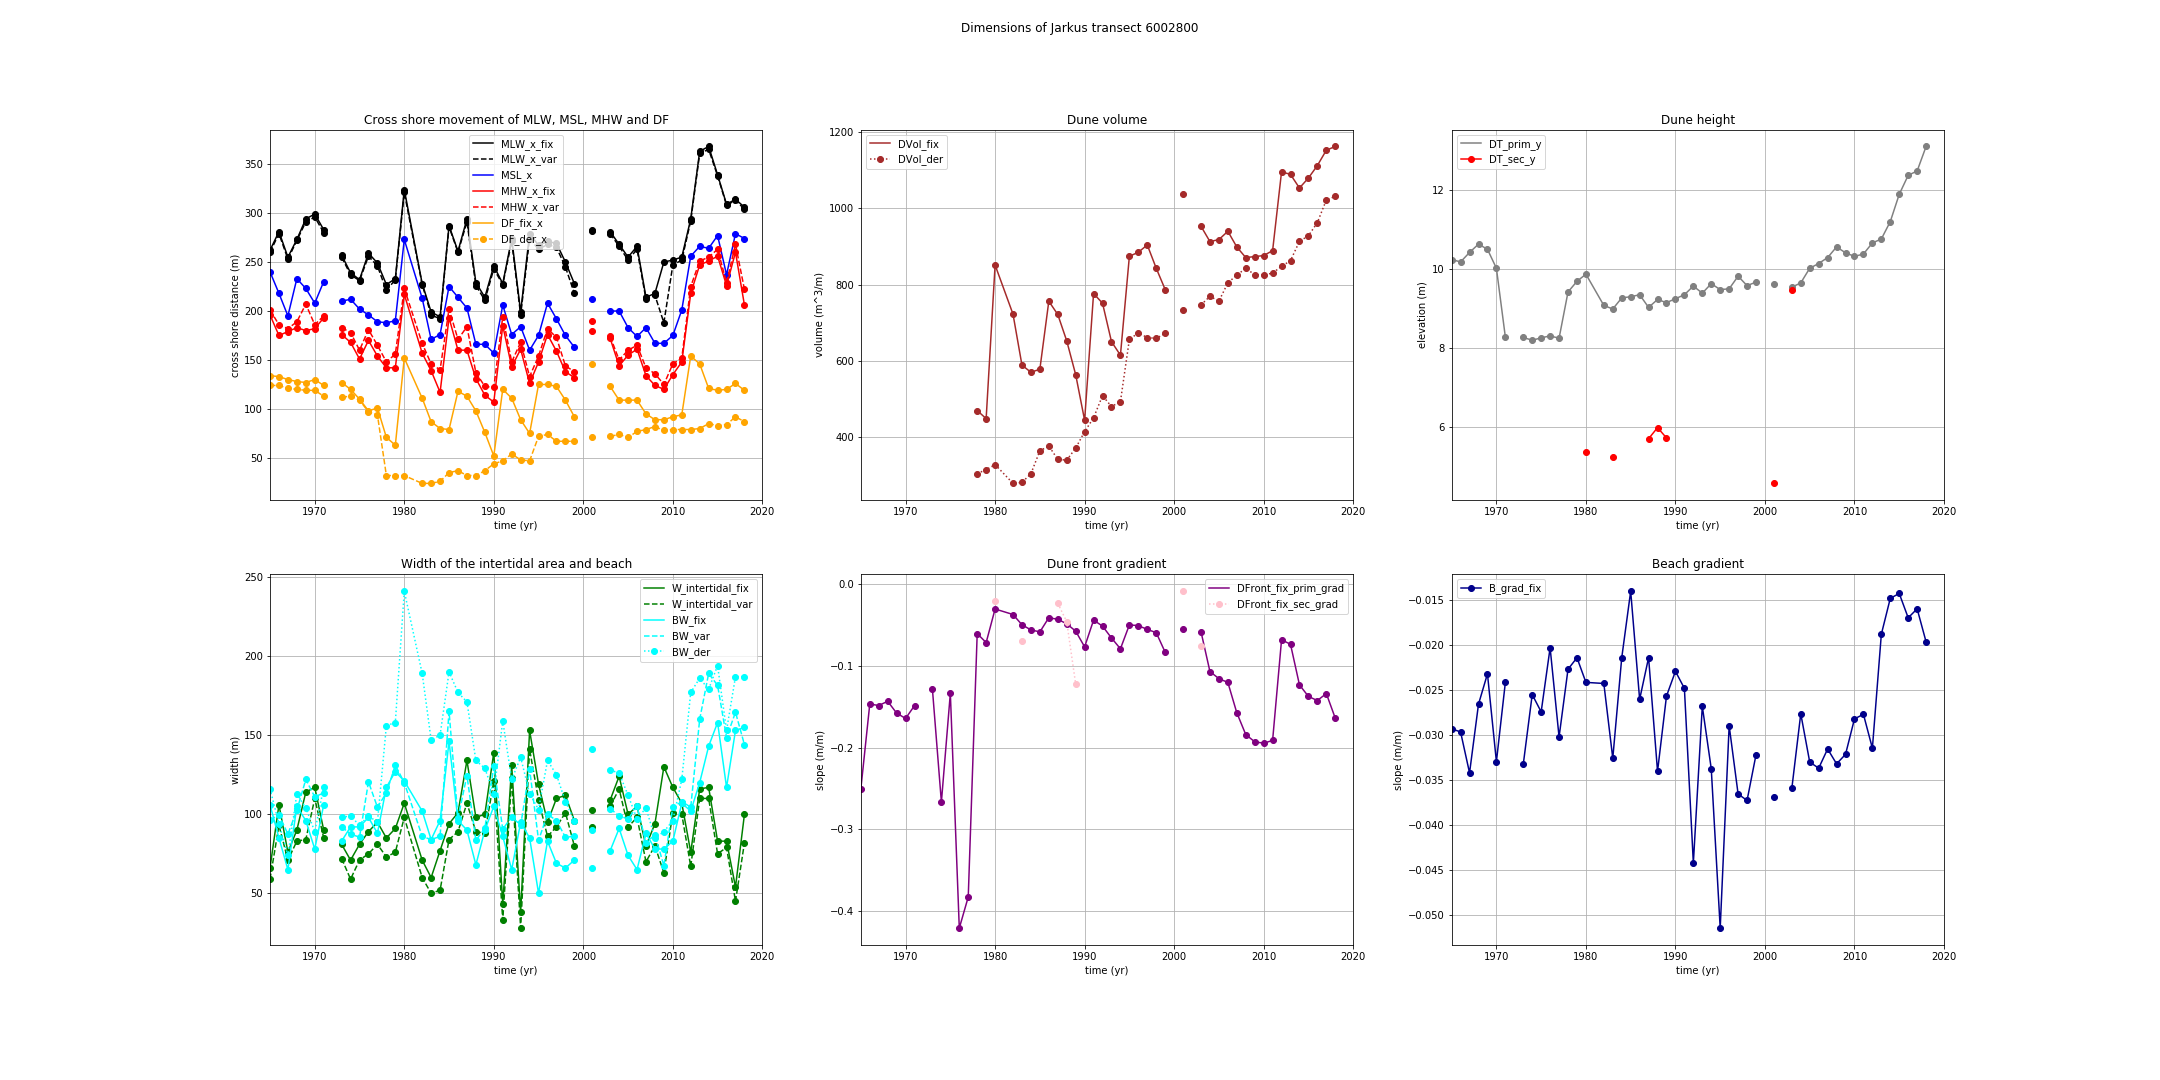 Dimensions of Jarkus transect 6002800
Cross shore movement of MLW, MSL, MHW and DF
MLW_x_fix
MLW_x_var
MSL_x
MHW_x_fix
MHW_x_var
DF_fix_x
DF_der_x
cross shore distance (m)
350
300
250
200
150
100
50
1970
1980
1990
2000
2010
2020
time (yr)
Dune volume
DVol_fix
DVol_der
volume (m^3/m)
1200
1000
800
600
400
1970
1980
1990
2000
2010
2020
time (yr)
Dune height
DT_prim_y
DT_sec_y
elevation (m)
12
10
8
6
1970
1980
1990
2000
2010
2020
time (yr)
Width of the intertidal area and beach
W_intertidal_fix
W_intertidal_var
BW_fix
BW_var
BW_der
width (m)
250
200
150
100
50
1970
1980
1990
2000
2010
2020
time (yr)
Dune front gradient
DFront_fix_prim_grad
DFront_fix_sec_grad
slope (m/m)
0.0
−0.1
−0.2
−0.3
−0.4
1970
1980
1990
2000
2010
2020
time (yr)
Beach gradient
B_grad_fix
slope (m/m)
−0.015
−0.020
−0.025
−0.030
−0.035
−0.040
−0.045
−0.050
1970
1980
1990
2000
2010
2020
time (yr)